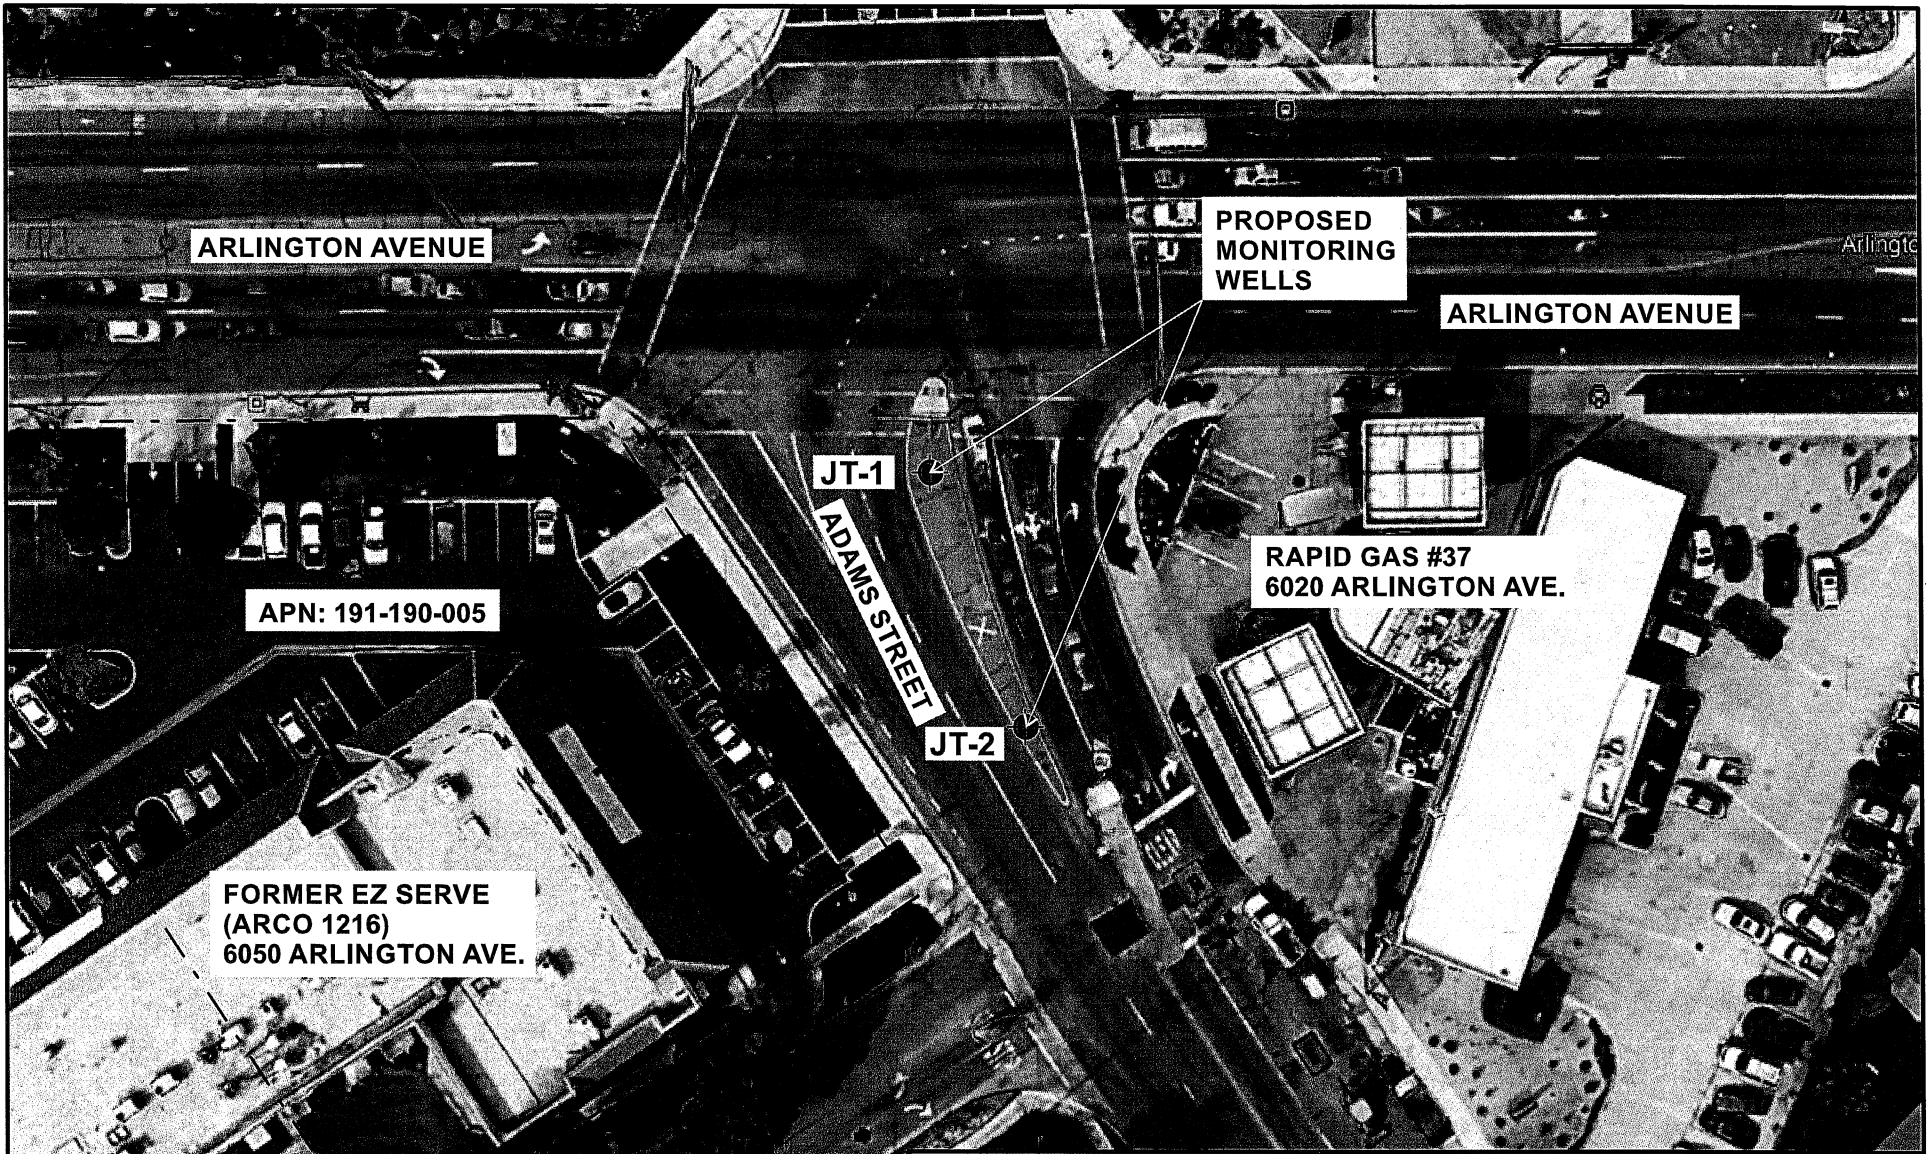 ARLINGTON AVENUE
PROPOSED
MONITORING
WELLS
Arlingto
ARLINGTON AVENUE
JT-1
ADAMS STREET
RAPID GAS #37
6020 ARLINGTON AVE.
APN: 191-190-005
JT-2
FORMER EZ SERVE
(ARCO 1216)
6050 ARLINGTON AVE.